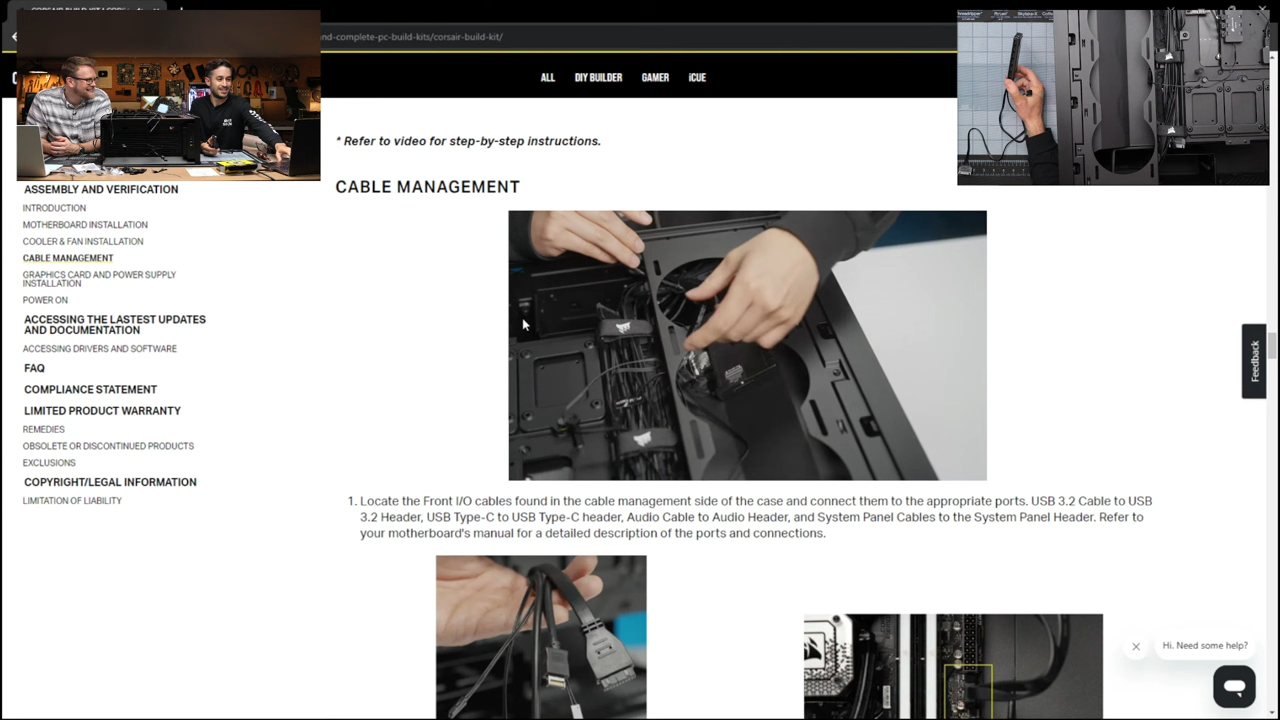 and-complete-pc-build-kits/corsair-build-kit/
ALL
DIY BUILDER
GAMER
iCUE
* Refer to video for step-by-step instructions.
CABLE MANAGEMENT
ASSEMBLY AND VERIFICATION
INTRODUCTION
MOTHERBOARD INSTALLATION
COOLER & FAN INSTALLATION
CABLE MANAGEMENT
GRAPHICS CARD AND POWER SUPPLY
INSTALLATION
POWER ON
ACCESSING THE LASTEST UPDATES
AND DOCUMENTATION
ACCESSING DRIVERS AND SOFTWARE
FAQ
COMPLIANCE STATEMENT
LIMITED PRODUCT WARRANTY
REMEDIES
OBSOLETE OR DISCONTINUED PRODUCTS
EXCLUSIONS
COPYRIGHT/LEGAL INFORMATION
LIMITATION OF LIABILITY
1. Locate the Front I/O cables found in the cable management side of the case and connect them to the appropriate ports. USB 3.2 Cable to USB
3.2 Header, USB Type-C to USB Type-C header, Audio Cable to Audio Header, and System Panel Cables to the System Panel Header. Refer to
your motherboard's manual for a detailed description of the ports and connections.
Feedback
Hi. Need some help?